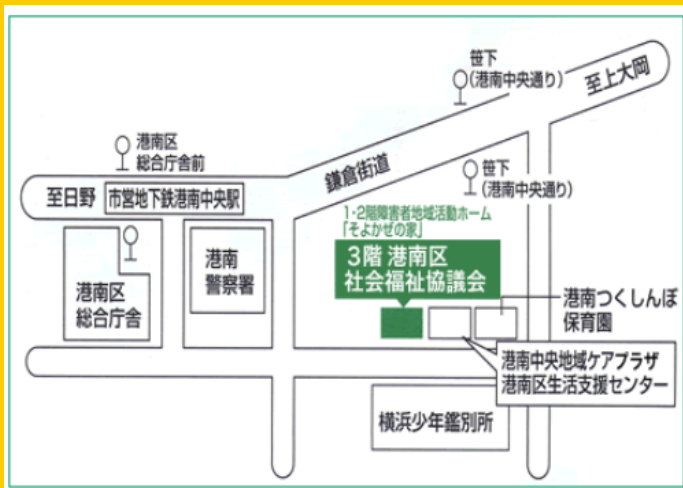 笹下
(港南中央通り)
至上大岡
港南区
総合庁舎前
鎌倉街道
笹下
(港南中央通り)
至日野
市営地下鉄港南中央駅
1・2階障害者地域活動ホーム
「そよかぜの家」
3階 港南区
社会福祉協議会
港南
警察署
港南区
総合庁舎
港南つくしんぼ
保育園
港南中央地域ケアプラザ
港南区生活支援センター
横浜少年鑑別所